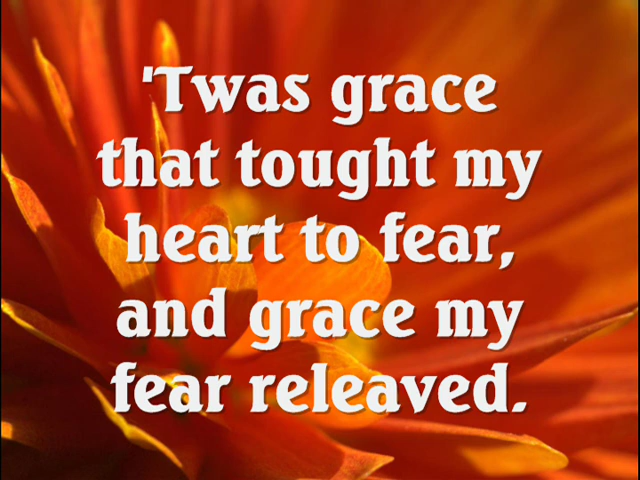 'Twas grace
that tought my
heart to fear,
and grace my
fear releaved.